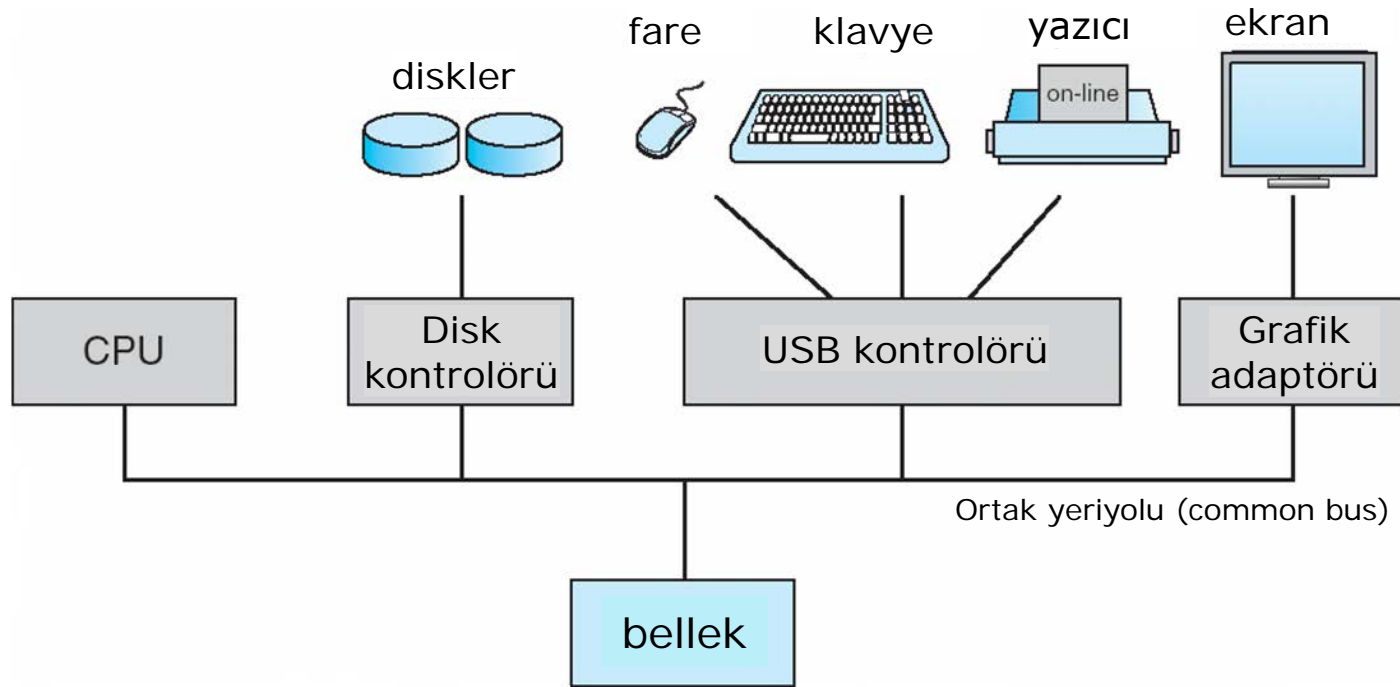 fare
klavye
yazıcı
ekran
diskler
on-line
CPU
Disk
kontrolörü
USB kontrolörü
Grafik
adaptörü
Ortak yeriyolu (common bus)
bellek